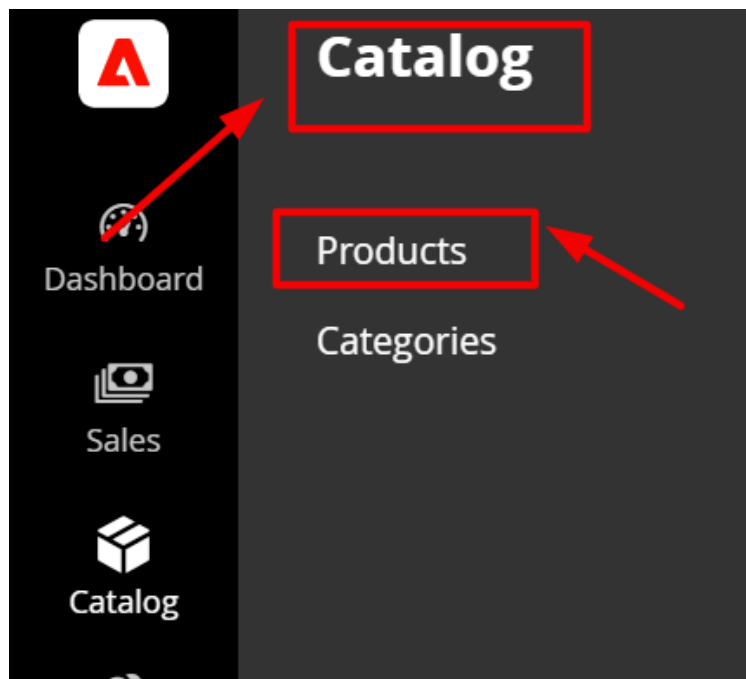 Catalog
Dashboard
Products
Categories
Sales
Catalog